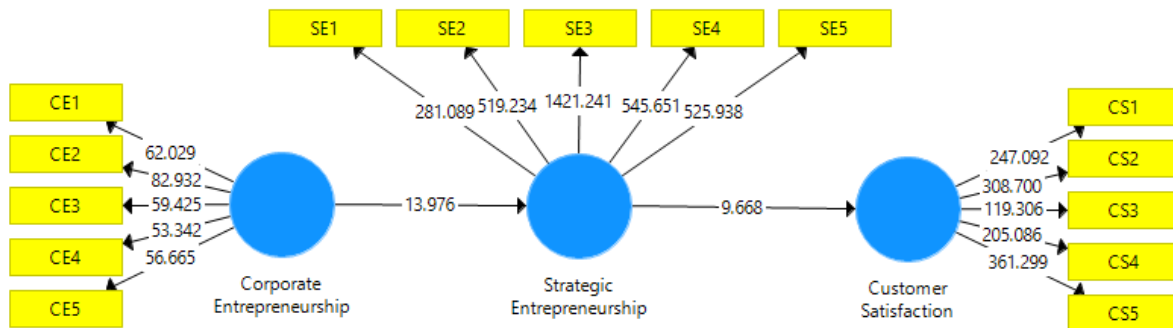 SE1
SE2
SE3
SE4
SE5
281.089
519.234
1421.241
545.651
525.938
CE1
CE2
CE3
CE4
CE5
62.029
82.932
59.425
53.342
56.665
13.976
9.668
CS1
CS2
CS3
CS4
CS5
247.092
308.700
119.306
205.086
361.299
Corporate
Entrepreneurship
Strategic
Entrepreneurship
Customer
Satisfaction